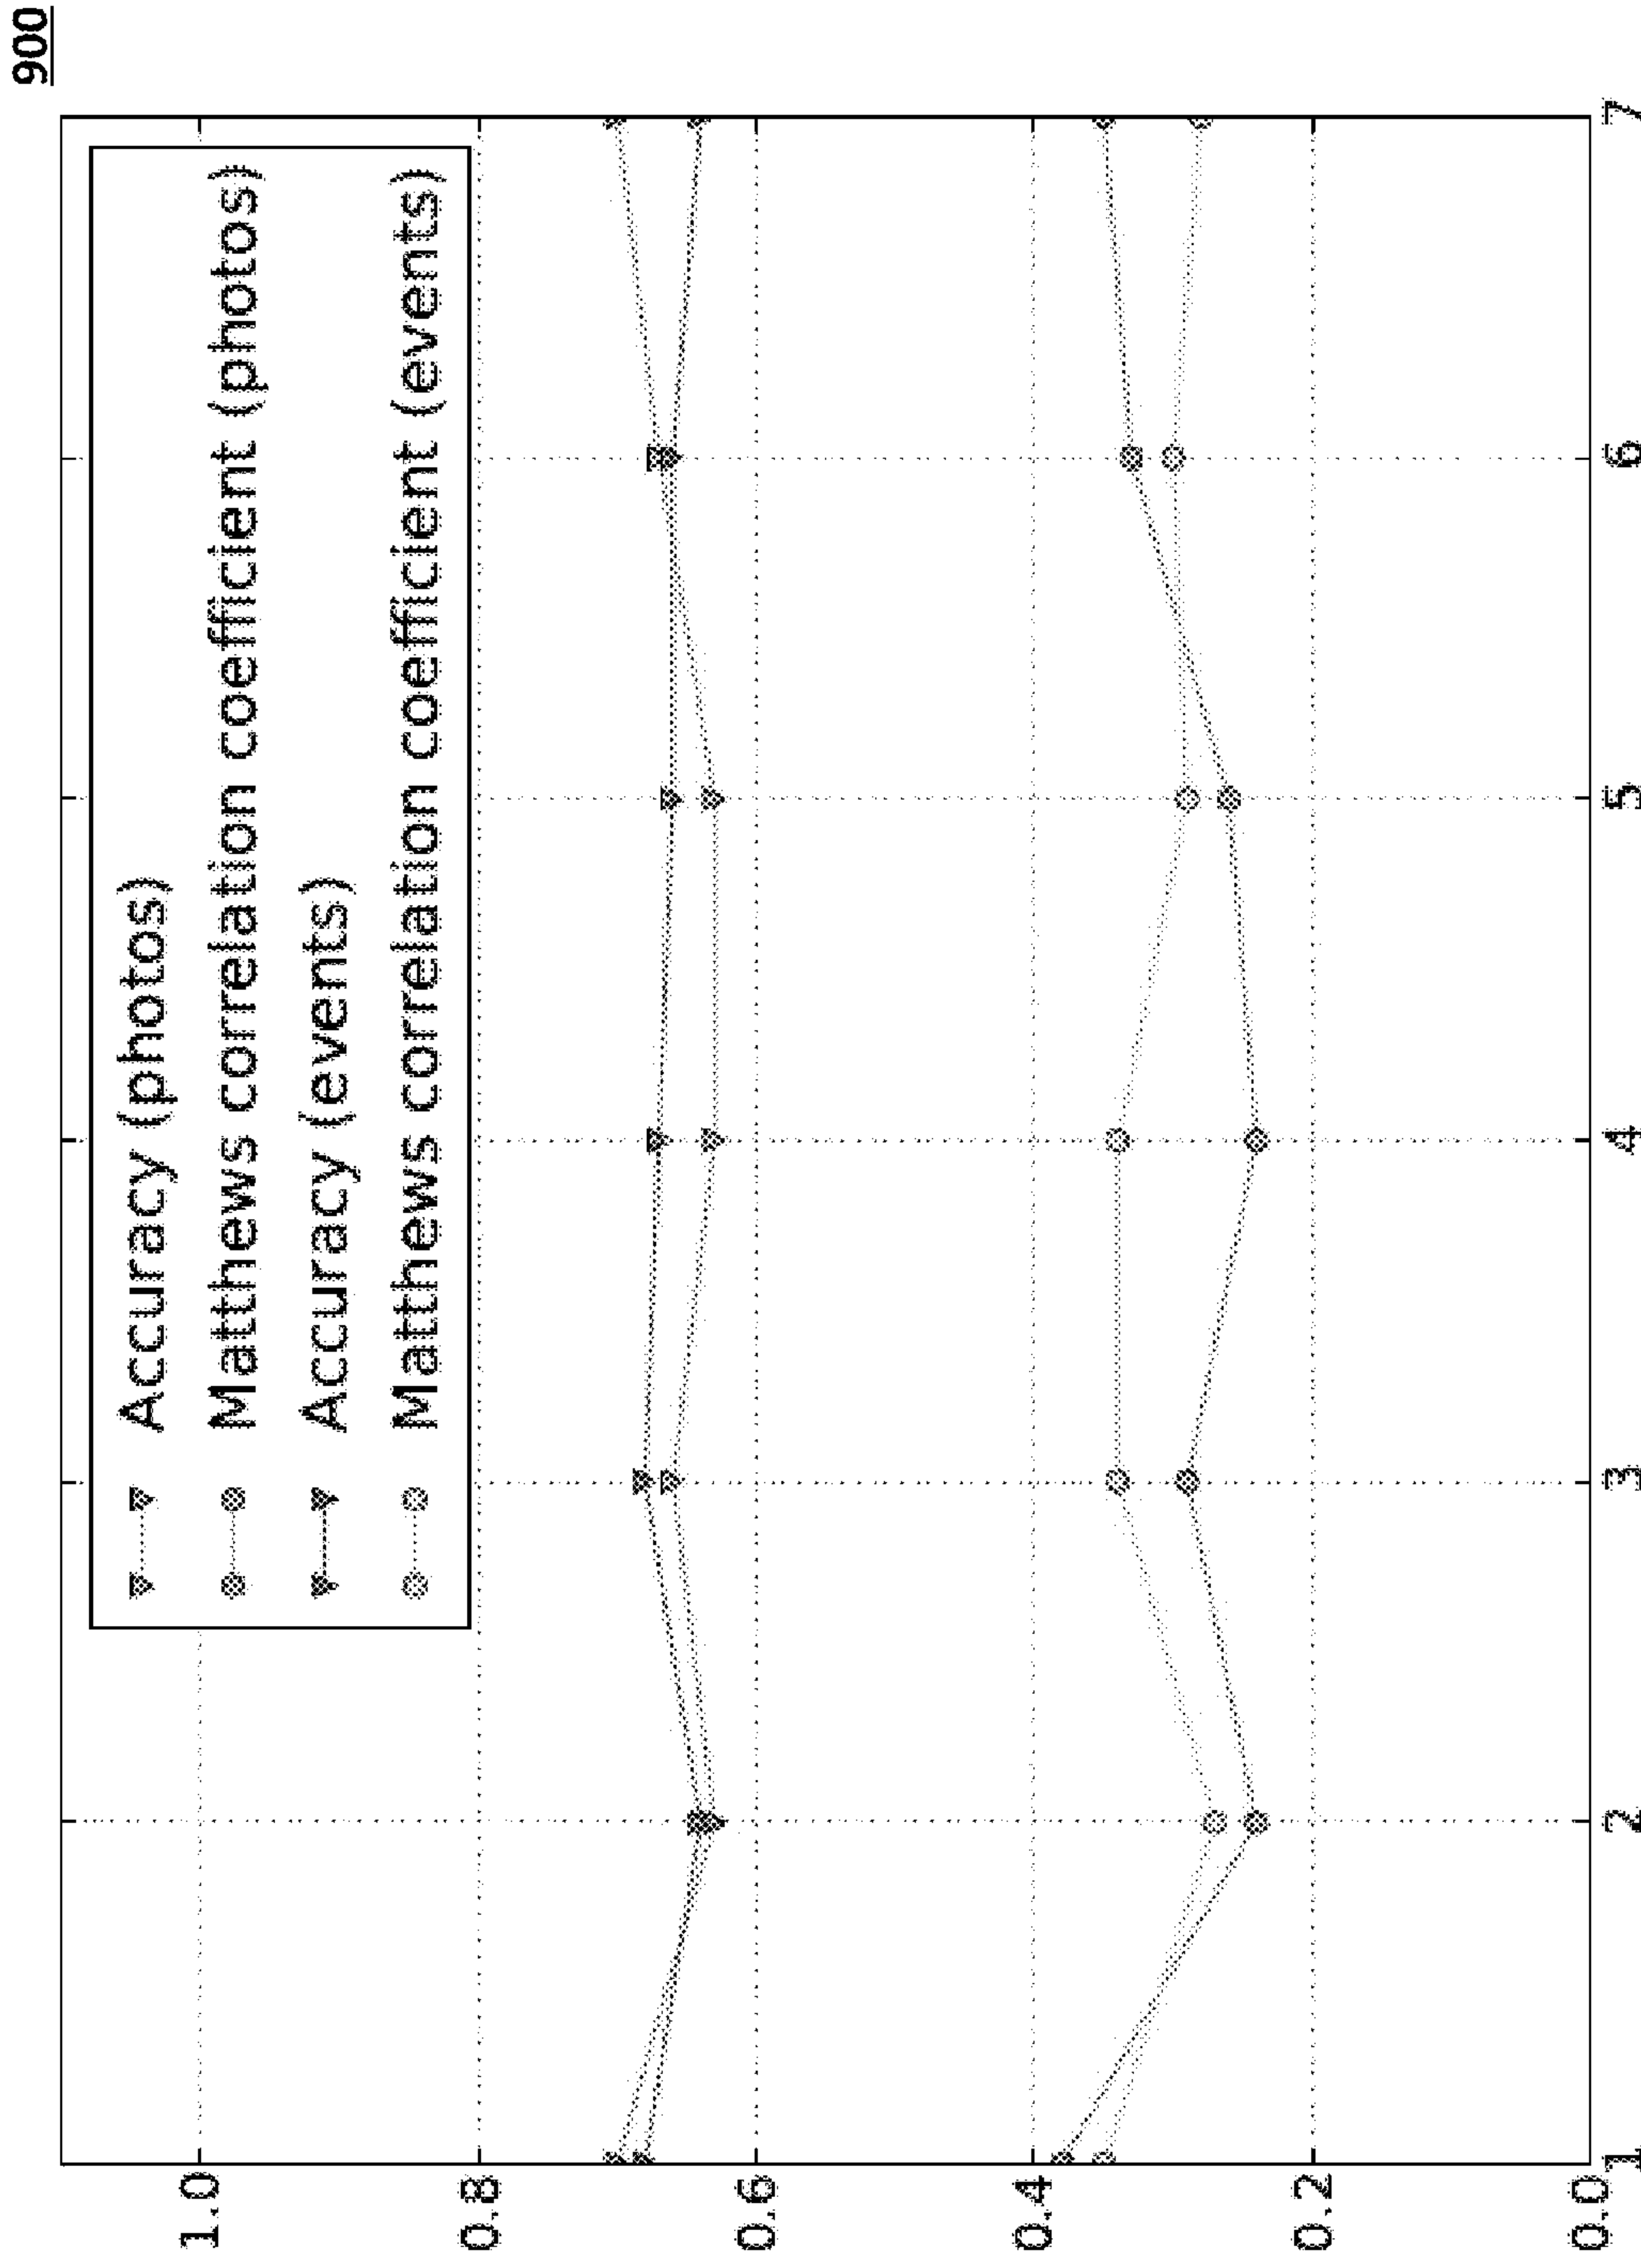 900
Accuracy (photos)
Matthews correlation coefficient (photos)
Accuracy (events)
Matthews correlation coefficient (events)
1.0
0.8
0.6
0.4
0.2
0.0
1 2 3 4 5 6 7